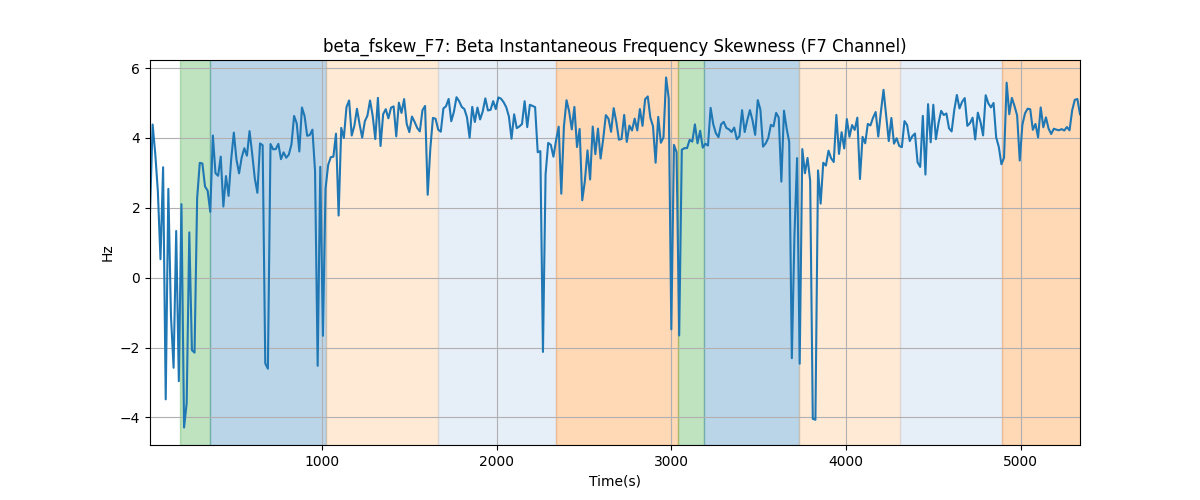 beta_fskew_F7: Beta Instantaneous Frequency Skewness (F7 Channel)
6
4
2
0
−2
−4
Hz
1000 2000 3000 4000 5000
Time(s)